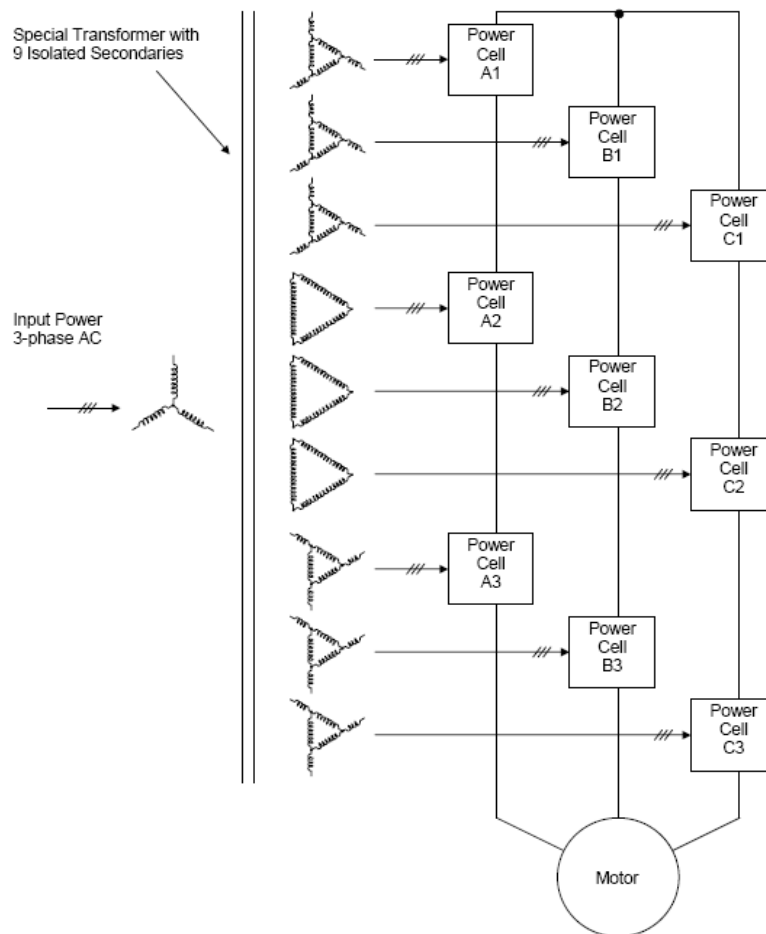 Special Transformer with
9 Isolated Secondaries
Power
Cell
A1
Power
Cell
B1
Power
Cell
C1
Power
Cell
A2
Input Power
3-phase AC
Power
Cell
B2
Power
Cell
C2
Power
Cell
A3
Power
Cell
B3
Power
Cell
C3
Motor